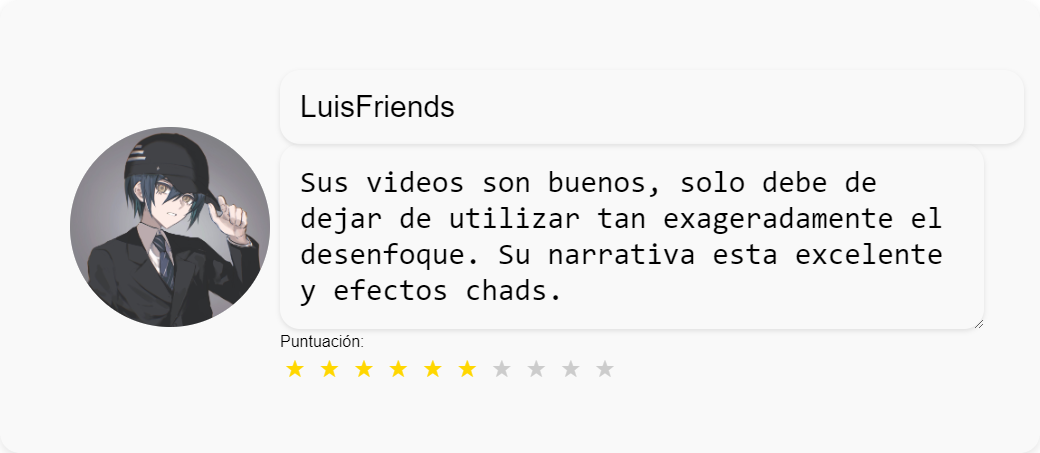 LuisFriends
Sus videos son buenos, solo debe de
dejar de utilizar tan exageradamente el
desenfoque. Su narrativa esta excelente
y efectos chads.
Puntuación: